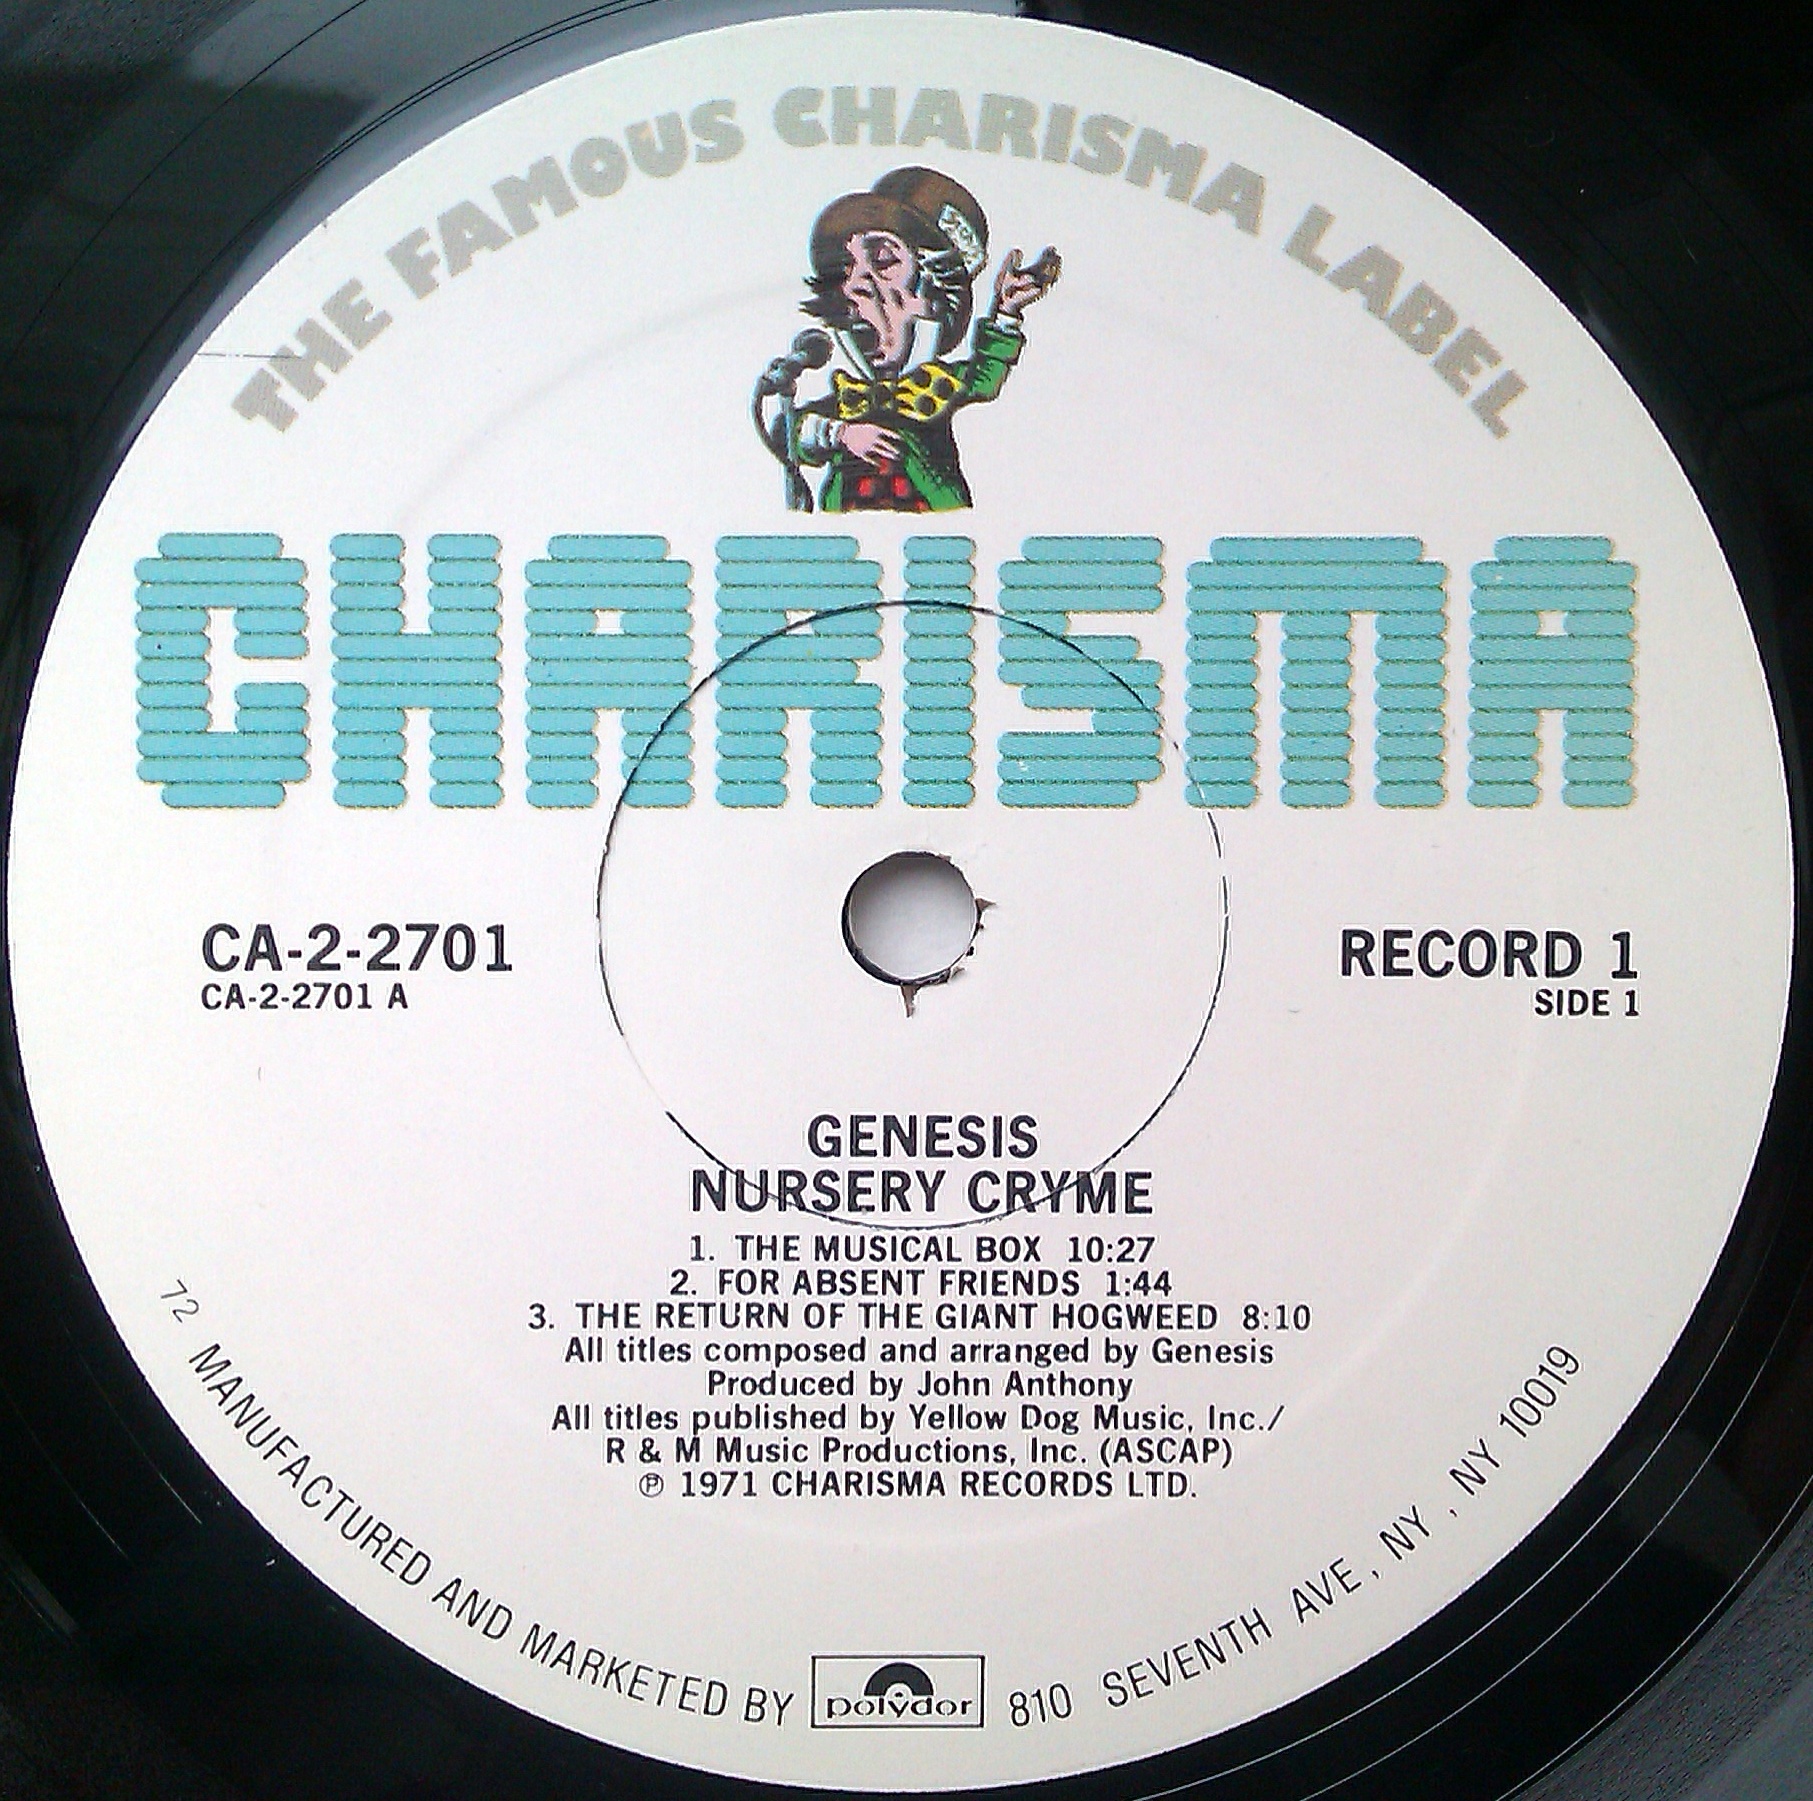 THE FAMOUS CHARISMA LABEL
CHARISMA
CA-2-2701
CA-2-2701 A
RECORD 1
SIDE 1
GENESIS
NURSERY CRYME
1. THE MUSICAL BOX 10:27
2. FOR ABSENT FRIENDS 1:44
3. THE RETURN OF THE GIANT HOGWEED 8:10
All titles composed and arranged by Genesis
Produced by John Anthony
All titles published by Yellow Dog Music, Inc./
R & M Music Productions, Inc. (ASCAP)
℗ 1971 CHARISMA RECORDS LTD.
72 MANUFACTURED AND MARKETED BY polydor 810 SEVENTH AVE, NY, NY 10019